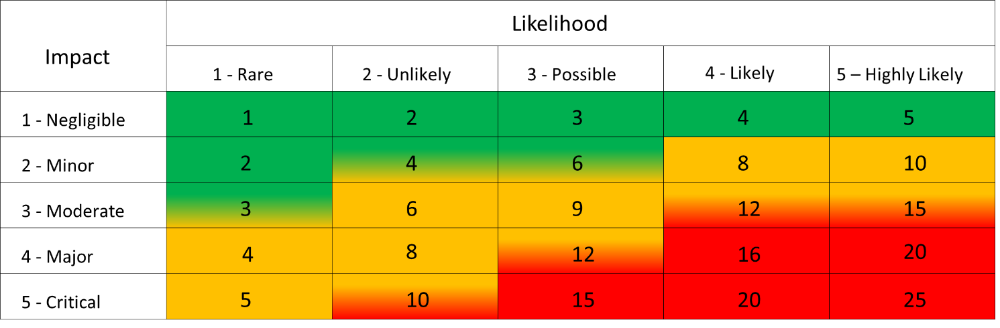 Likelihood
Impact
1 - Rare 2 - Unlikely 3 - Possible 4 - Likely 5 – Highly Likely
1 - Negligible 1 2 3 4 5
2 - Minor 2 4 6 8 10
3 - Moderate 3 6 9 12 15
4 - Major 4 8 12 16 20
5 - Critical 5 10 15 20 25